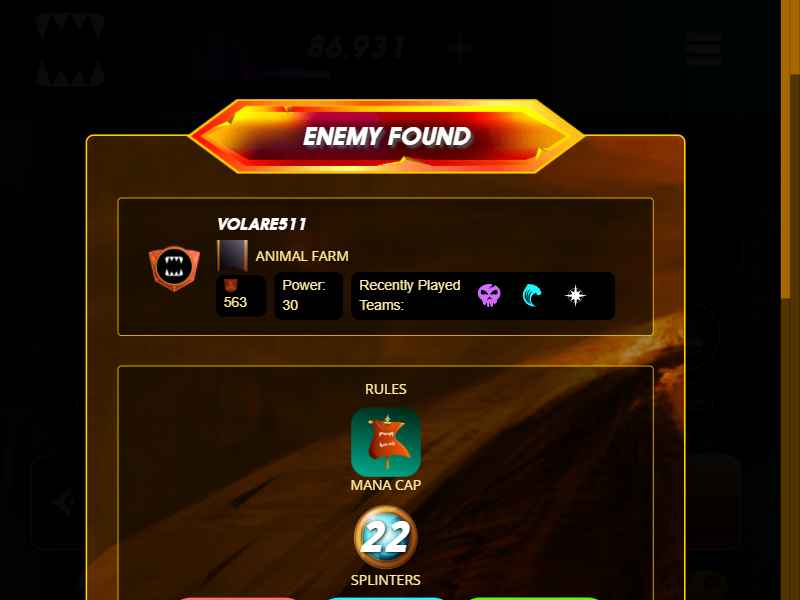 86.931
ENEMY FOUND
VOLARE511
ANIMAL FARM
563
Power:
30
Recently Played
Teams:
RULES
MANA CAP
22
SPLINTERS